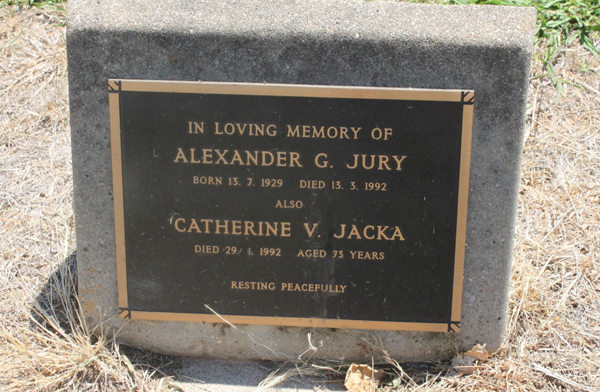 IN LOVING MEMORY OF
ALEXANDER G. JURY
BORN 13. 7. 1929 DIED 13. 3. 1992
ALSO
CATHERINE V. JACKA
DIED 29 1. 1992 AGED 73 YEARS
RESTING PEACEFULLY